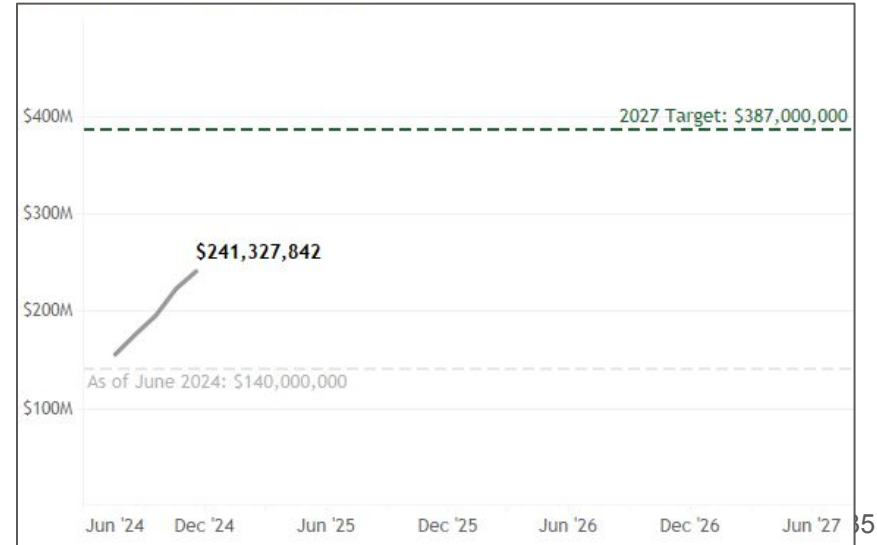 $400M
2027 Target: $387,000,000
$300M
$241,327,842
$200M
As of June 2024: $140,000,000
$100M
Jun '24 Dec '24 Jun '25 Dec '25 Jun '26 Dec '26 Jun '27